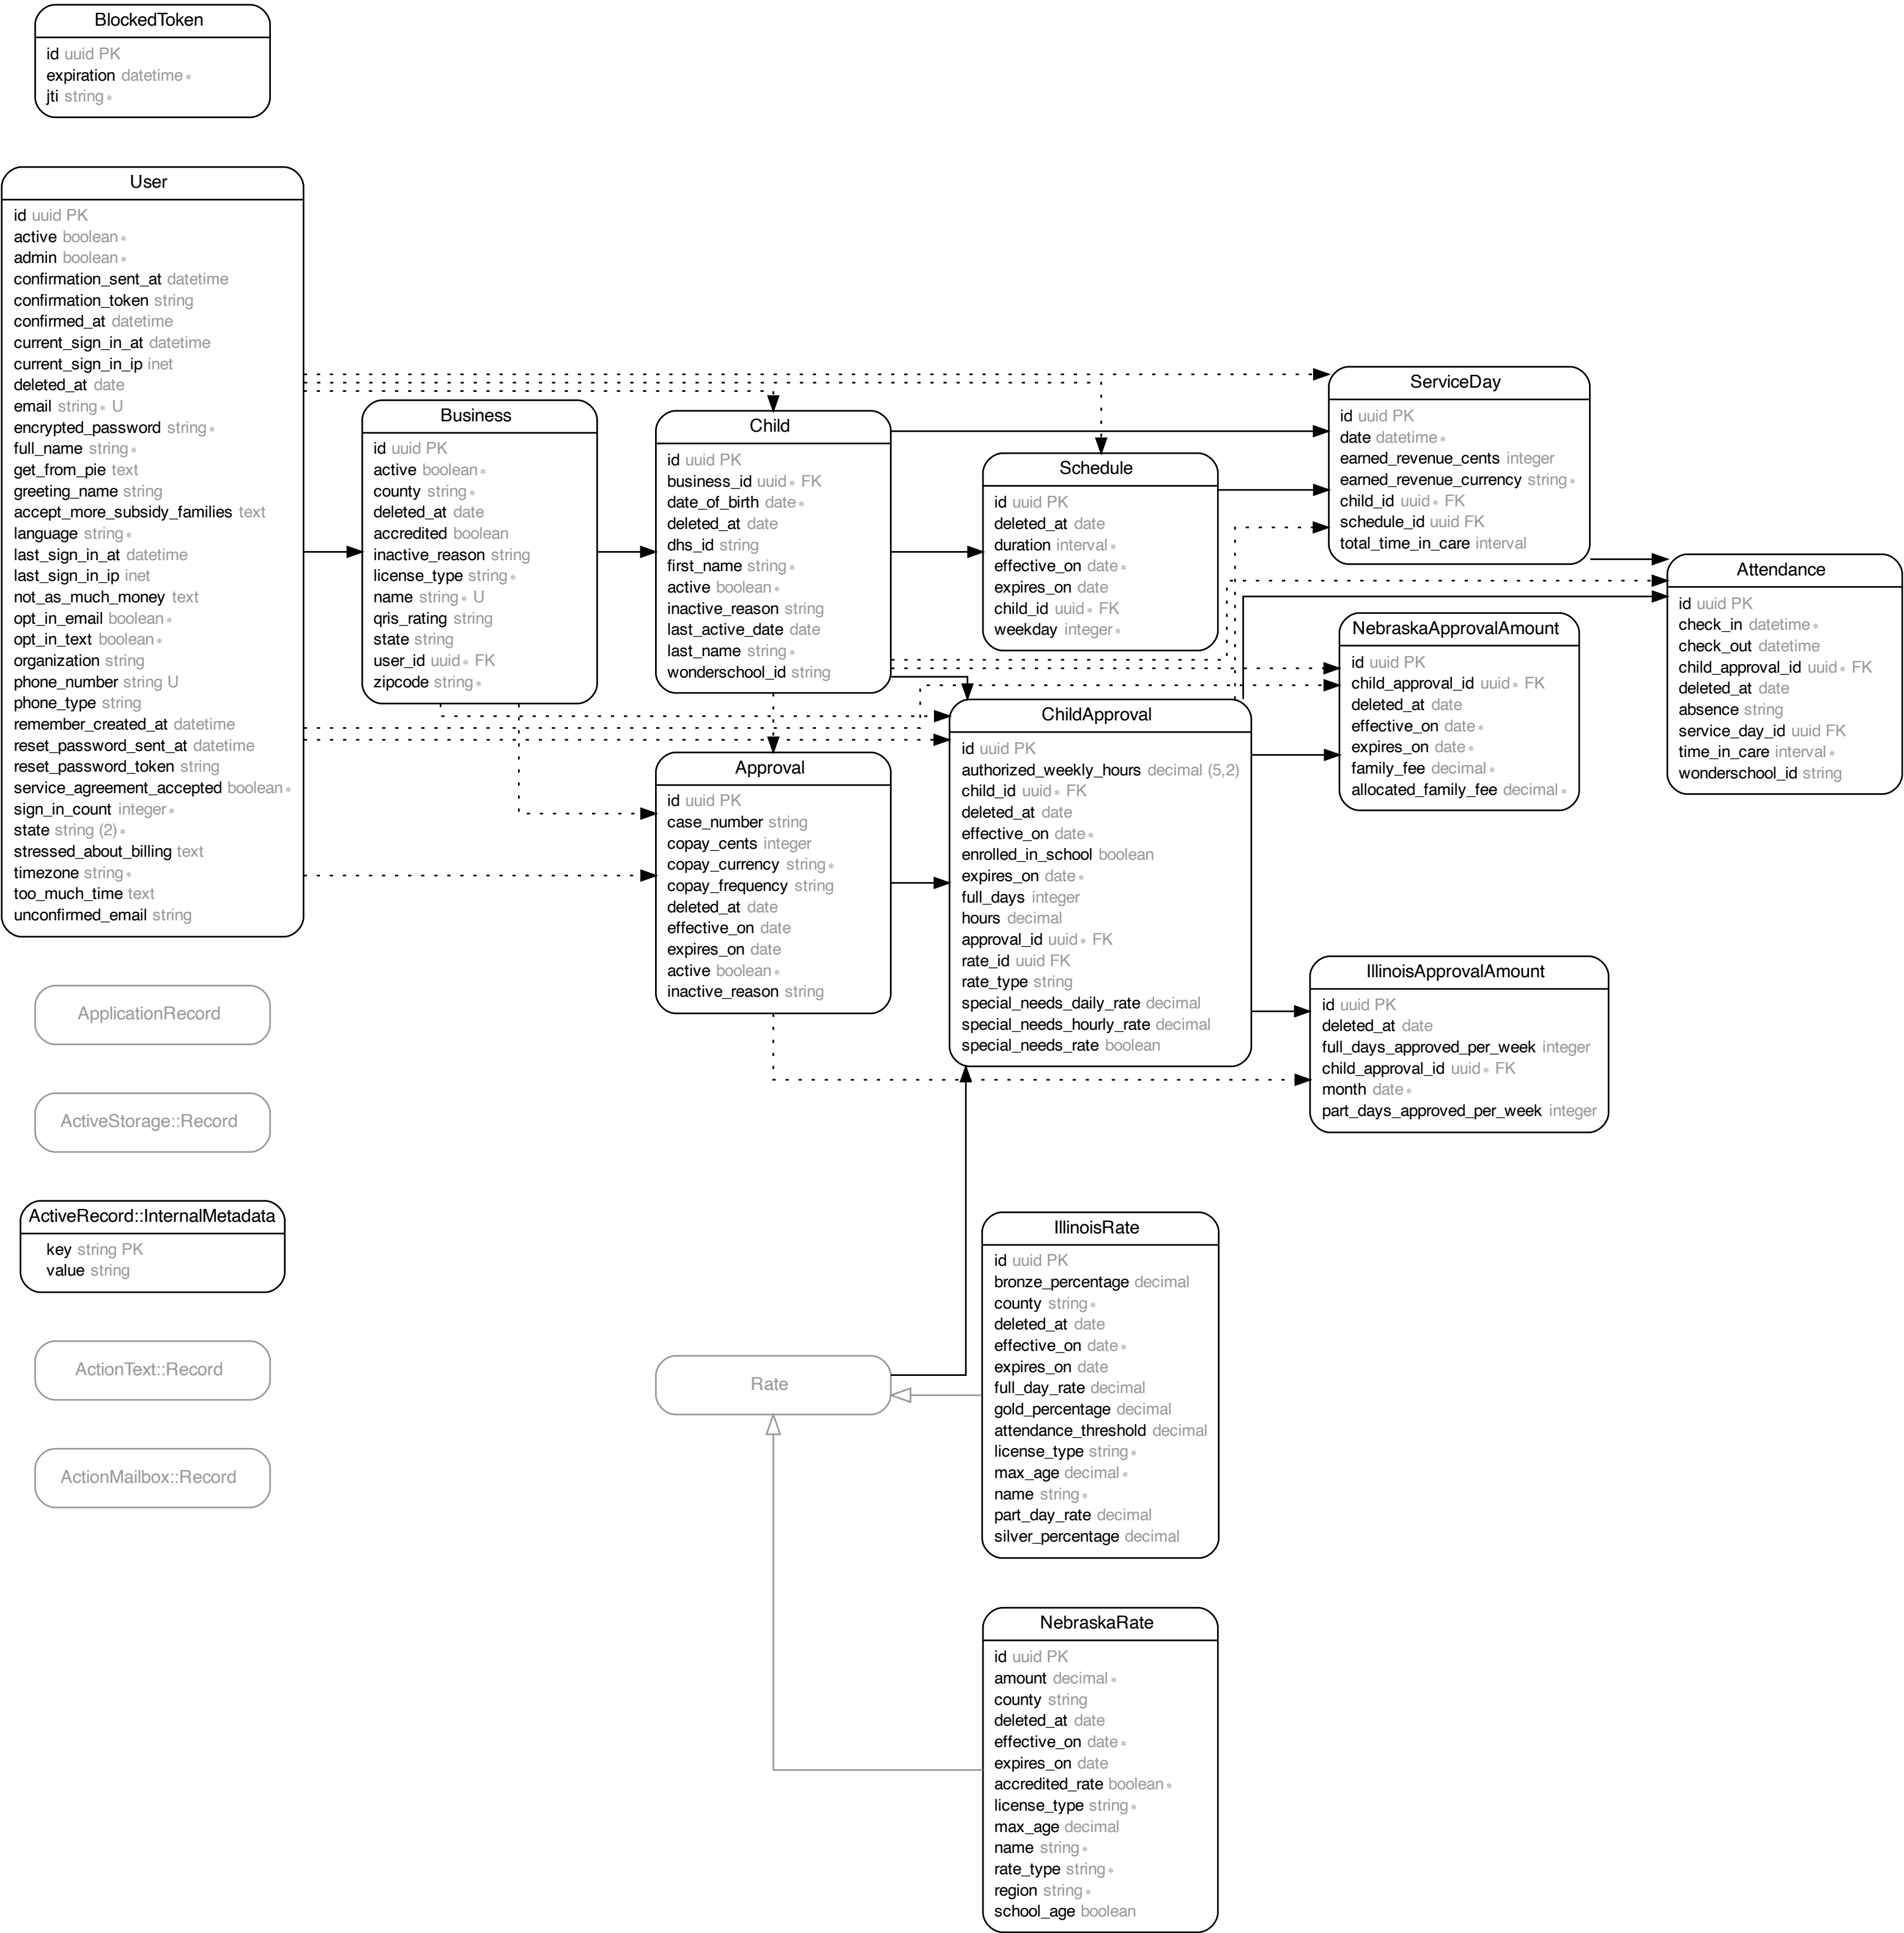 BlockedToken
id uuid PK
expiration datetime *
jti string *
User
id uuid PK
active boolean *
admin boolean *
confirmation_sent_at datetime
confirmation_token string
confirmed_at datetime
current_sign_in_at datetime
current_sign_in_ip inet
deleted_at date
email string * U
encrypted_password string *
full_name string *
get_from_pie text
greeting_name string
accept_more_subsidy_families text
language string *
last_sign_in_at datetime
last_sign_in_ip inet
not_as_much_money text
opt_in_email boolean *
opt_in_text boolean *
organization string
phone_number string U
phone_type string
remember_created_at datetime
reset_password_sent_at datetime
reset_password_token string
service_agreement_accepted boolean *
sign_in_count integer *
state string (2) *
stressed_about_billing text
timezone string *
too_much_time text
unconfirmed_email string
Business
id uuid PK
active boolean *
county string *
deleted_at date
accredited boolean
inactive_reason string
license_type string *
name string * U
qris_rating string
state string
user_id uuid * FK
zipcode string *
Child
id uuid PK
business_id uuid * FK
date_of_birth date *
deleted_at date
dhs_id string
first_name string *
active boolean *
inactive_reason string
last_active_date date
last_name string *
wonderschool_id string
Schedule
id uuid PK
deleted_at date
duration interval *
effective_on date *
expires_on date
child_id uuid * FK
weekday integer *
ServiceDay
id uuid PK
date datetime *
earned_revenue_cents integer
earned_revenue_currency string *
child_id uuid * FK
schedule_id uuid FK
total_time_in_care interval
Attendance
id uuid PK
check_in datetime *
check_out datetime
child_approval_id uuid * FK
deleted_at date
absence string
service_day_id uuid FK
time_in_care interval *
wonderschool_id string
NebraskaApprovalAmount
id uuid PK
child_approval_id uuid * FK
deleted_at date
effective_on date *
expires_on date *
family_fee decimal *
allocated_family_fee decimal *
ChildApproval
id uuid PK
authorized_weekly_hours decimal (5,2)
child_id uuid * FK
deleted_at date
effective_on date *
enrolled_in_school boolean
expires_on date *
full_days integer
hours decimal
approval_id uuid * FK
rate_id uuid FK
rate_type string
special_needs_daily_rate decimal
special_needs_hourly_rate decimal
special_needs_rate boolean
Approval
id uuid PK
case_number string
copay_cents integer
copay_currency string *
copay_frequency string
deleted_at date
effective_on date
expires_on date
active boolean *
inactive_reason string
IllinoisApprovalAmount
id uuid PK
deleted_at date
full_days_approved_per_week integer
child_approval_id uuid * FK
month date *
part_days_approved_per_week integer
ApplicationRecord
ActiveStorage::Record
ActiveRecord::InternalMetadata
key string PK
value string
ActionText::Record
ActionMailbox::Record
Rate
IllinoisRate
id uuid PK
bronze_percentage decimal
county string *
deleted_at date
effective_on date *
expires_on date
full_day_rate decimal
gold_percentage decimal
attendance_threshold decimal
license_type string *
max_age decimal *
name string *
part_day_rate decimal
silver_percentage decimal
NebraskaRate
id uuid PK
amount decimal *
county string
deleted_at date
effective_on date *
expires_on date
accredited_rate boolean *
license_type string *
max_age decimal
name string *
rate_type string *
region string *
school_age boolean